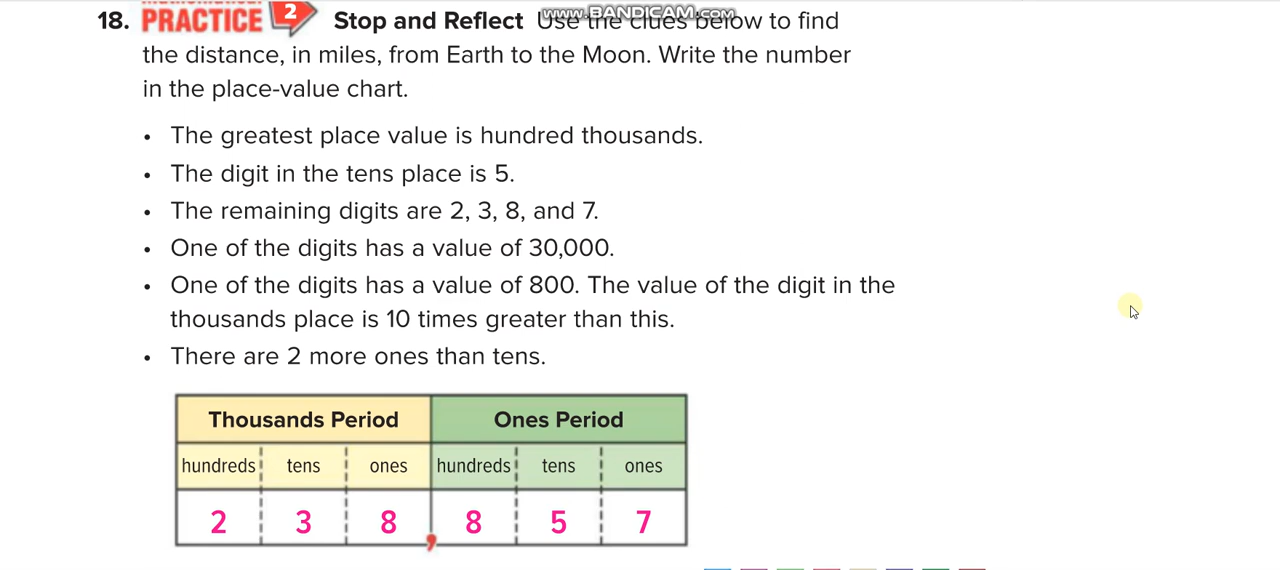 18. PRACTICE 2 Stop and Reflect Use the clues below to find
www.BANDICAM.com
the distance, in miles, from Earth to the Moon. Write the number
in the place-value chart.
• The greatest place value is hundred thousands.
• The digit in the tens place is 5.
• The remaining digits are 2, 3, 8, and 7.
• One of the digits has a value of 30,000.
• One of the digits has a value of 800. The value of the digit in the
thousands place is 10 times greater than this.
• There are 2 more ones than tens.
Thousands Period Ones Period
hundreds tens ones hundreds tens ones
2 3 8 , 8 5 7